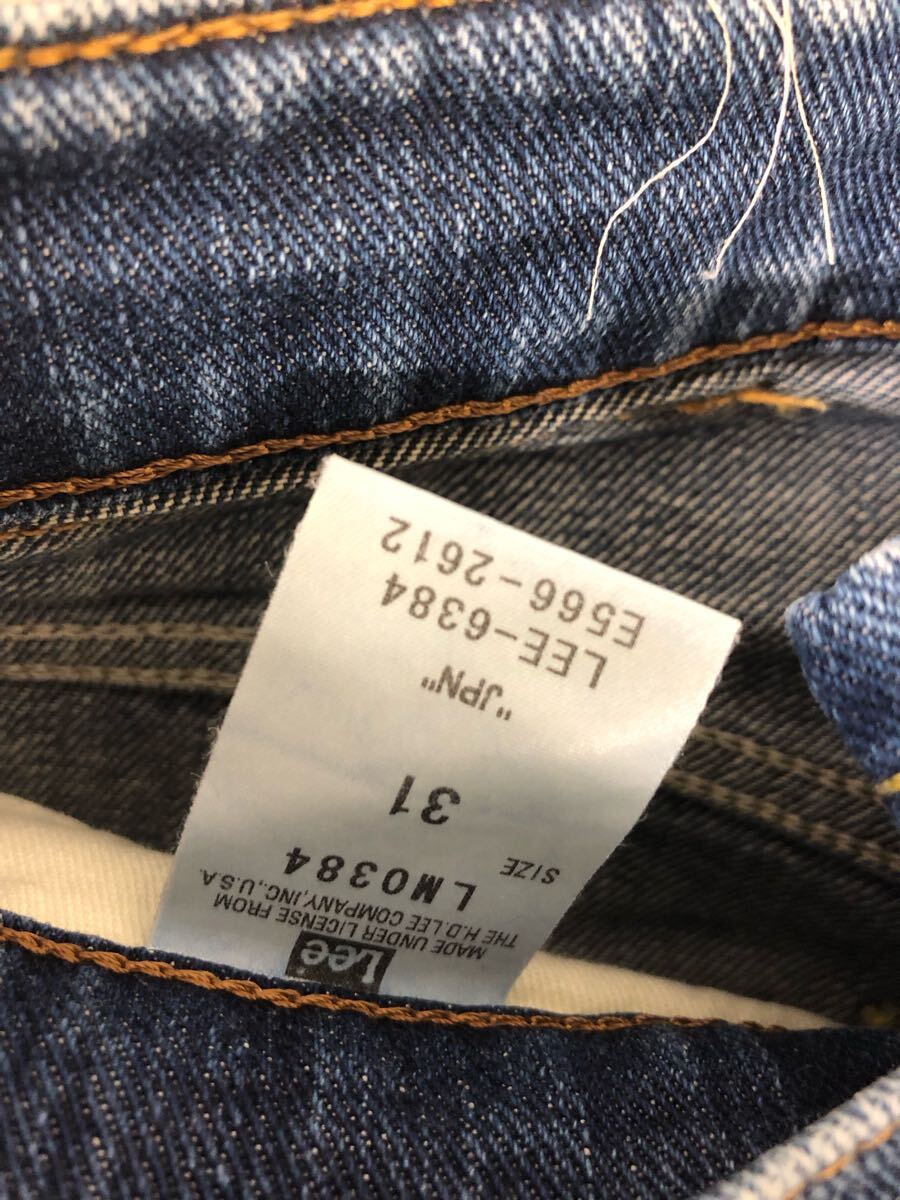 Lee
MADE UNDER LICENSE FROM
THE H.D.LEE COMPANY,INC.,U.S.A.
LM0384
SIZE
31
"JPN"
LEE-6384
E566-2612